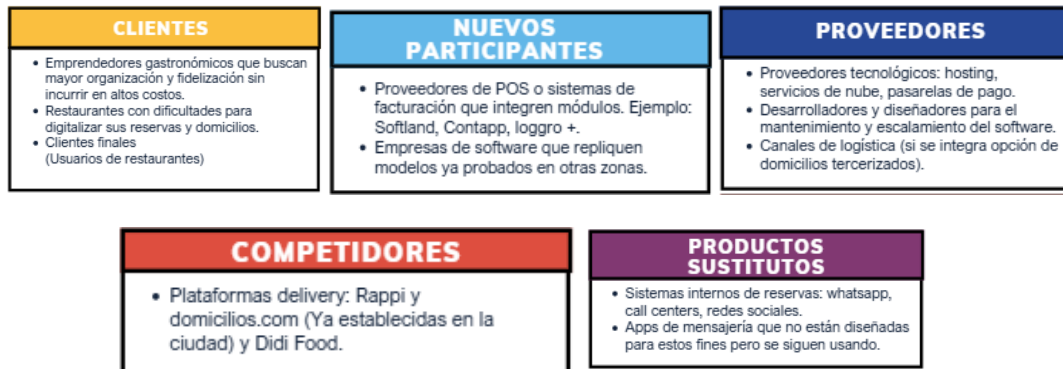 CLIENTES
• Emprendedores gastronómicos que buscan
mayor organización y fidelización sin
incurrir en altos costos.
• Restaurantes con dificultades para
digitalizar sus reservas y domicilios.
• Clientes finales
(Usuarios de restaurantes)
NUEVOS
PARTICIPANTES
• Proveedores de POS o sistemas de
facturación que integren módulos. Ejemplo:
Softland, Contapp, loggro +.
• Empresas de software que repliquen
modelos ya probados en otras zonas.
PROVEEDORES
• Proveedores tecnológicos: hosting,
servicios de nube, pasarelas de pago.
• Desarrolladores y diseñadores para el
mantenimiento y escalamiento del software.
• Canales de logística (si se integra opción de
domicilios tercerizados).
COMPETIDORES
• Plataformas delivery: Rappi y
domicilios.com (Ya establecidas en la
ciudad) y Didi Food.
PRODUCTOS
SUSTITUTOS
• Sistemas internos de reservas: whatsapp,
call centers, redes sociales.
• Apps de mensajería que no están diseñadas
para estos fines pero se siguen usando.